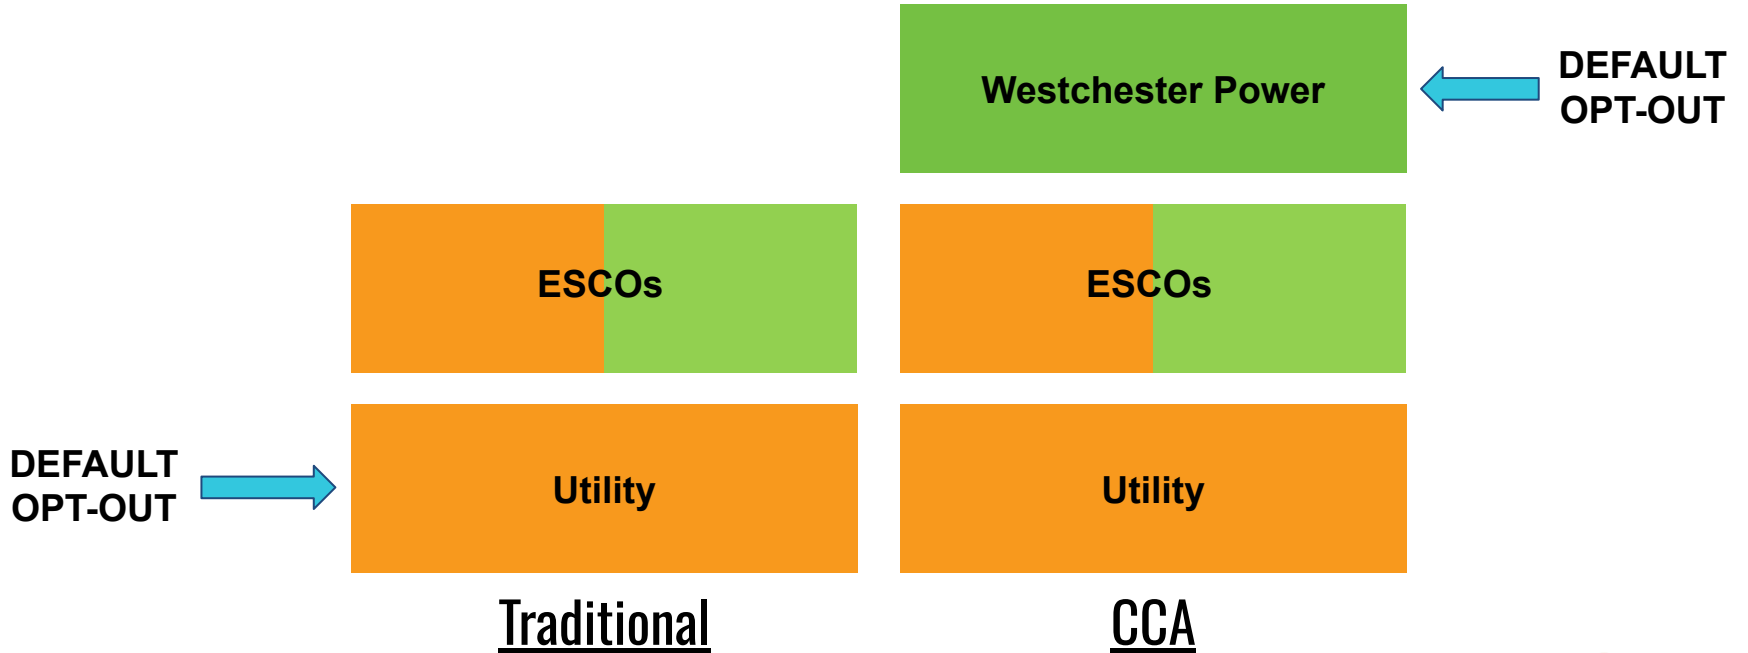 Westchester Power
DEFAULT
OPT-OUT
ESCOs
ESCOs
DEFAULT
OPT-OUT
Utility
Utility
Traditional
CCA